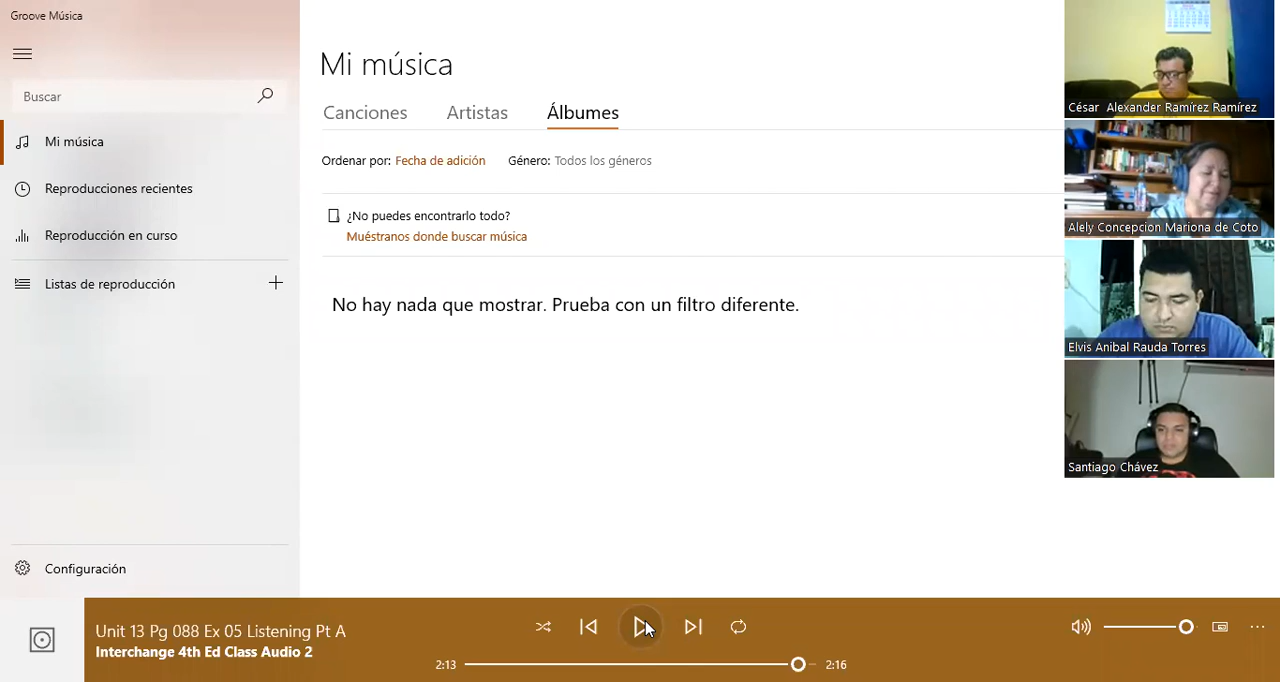 Groove Música
Buscar
Mi música
Reproducciones recientes
Reproducción en curso
Listas de reproducción
Configuración
Mi música
Canciones Artistas Álbumes
Ordenar por: Fecha de adición Género: Todos los géneros
¿No puedes encontrarlo todo?
Muéstranos donde buscar música
No hay nada que mostrar. Prueba con un filtro diferente.
César Alexander Ramírez Ramírez
Alely Concepcion Mariona de Coto
Elvis Anibal Rauda Torres
Santiago Chávez
Unit 13 Pg 088 Ex 05 Listening Pt A
Interchange 4th Ed Class Audio 2
2:13 2:16